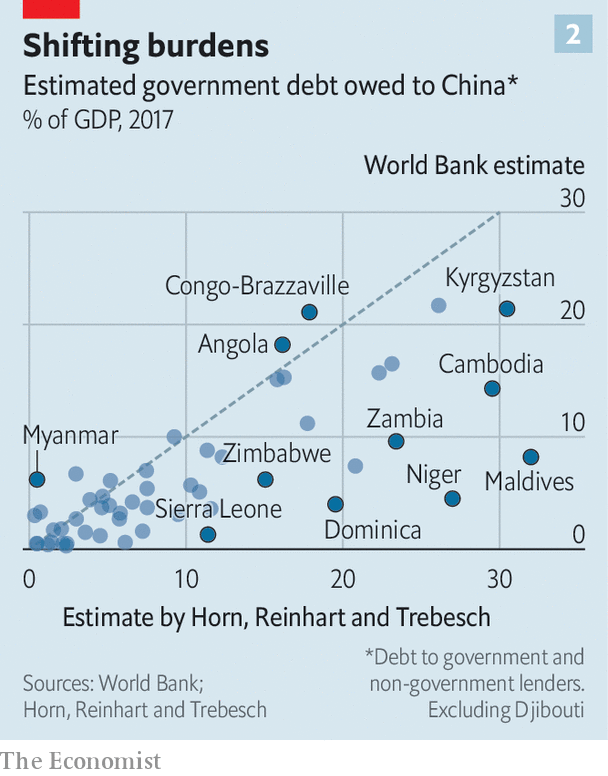 Shifting burdens
2
Estimated government debt owed to China*
% of GDP, 2017
World Bank estimate
30
Congo-Brazzaville
Kyrgyzstan
20
Angola
Cambodia
Zambia
10
Myanmar
Zimbabwe
Niger
Maldives
Sierra Leone
Dominica
0
0
10
20
30
Estimate by Horn, Reinhart and Trebesch
Sources: World Bank;
Horn, Reinhart and Trebesch
*Debt to government and
non-government lenders.
Excluding Djibouti
The Economist